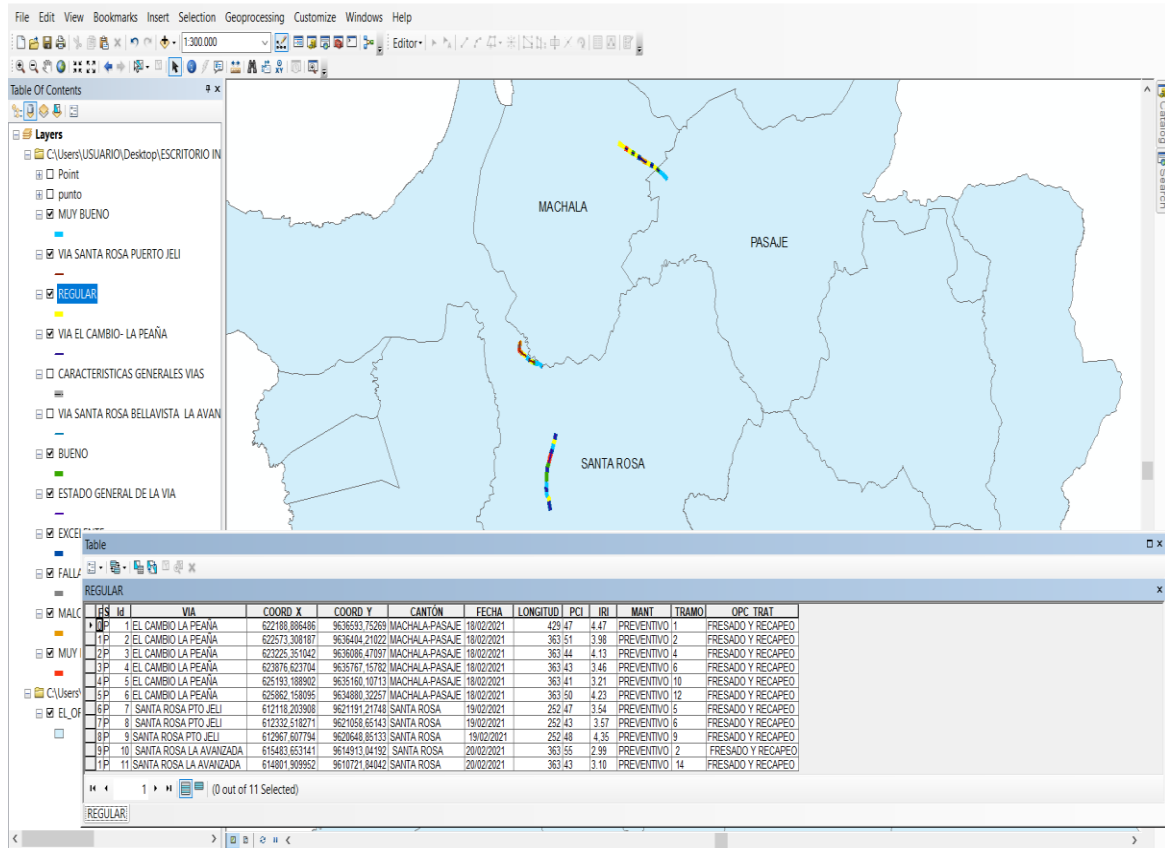 File Edit View Bookmarks Insert Selection Geoprocessing Customize Windows Help
1:300.000 Editor
Table Of Contents
Layers
C:\Users\USUARIO\Desktop\ESCRITORIO IN
Point
punto
MUY BUENO
VIA SANTA ROSA PUERTO JELI
REGULAR
VIA EL CAMBIO- LA PEAÑA
CARACTERISTICAS GENERALES VIAS
VIA SANTA ROSA BELLAVISTA LA AVAN
BUENO
ESTADO GENERAL DE LA VIA
MUY
C:\Users\
MACHALA
PASAJE
SANTA ROSA
Catalog
Search
Table
REGULAR
Id VIA COORD X COORD Y CANTÓN FECHA LONGITUD PCI IRI MANT TRAMO OPC TRAT
0 P 1 EL CAMBIO LA PEAÑA 622188,886486 9636593,75269 MACHALA-PASAJE 18/02/2021 429 47 4.47 PREVENTIVO 1 FRESADO Y RECAPEO
1 P 2 EL CAMBIO LA PEAÑA 622573,308187 9636404,21022 MACHALA-PASAJE 18/02/2021 363 51 3.98 PREVENTIVO 2 FRESADO Y RECAPEO
2 P 3 EL CAMBIO LA PEAÑA 623225,351042 9636086,47097 MACHALA-PASAJE 18/02/2021 363 44 4.13 PREVENTIVO 4 FRESADO Y RECAPEO
3 P 4 EL CAMBIO LA PEAÑA 623876,623704 9635767,15782 MACHALA-PASAJE 18/02/2021 363 43 3.46 PREVENTIVO 6 FRESADO Y RECAPEO
4 P 5 EL CAMBIO LA PEAÑA 625193,188902 9635160,10713 MACHALA-PASAJE 18/02/2021 363 41 3.21 PREVENTIVO 10 FRESADO Y RECAPEO
5 P 6 EL CAMBIO LA PEAÑA 625862,158095 9634880,32257 MACHALA-PASAJE 18/02/2021 363 50 4.23 PREVENTIVO 12 FRESADO Y RECAPEO
6 P 7 SANTA ROSA PTO JELI 612118,203908 9621191,21748 SANTA ROSA 19/02/2021 252 47 3.54 PREVENTIVO 5 FRESADO Y RECAPEO
7 P 8 SANTA ROSA PTO JELI 612332,518271 9621058,65143 SANTA ROSA 19/02/2021 252 43 3.57 PREVENTIVO 6 FRESADO Y RECAPEO
8 P 9 SANTA ROSA PTO JELI 612967,607794 9620648,85133 SANTA ROSA 19/02/2021 252 48 4,35 PREVENTIVO 9 FRESADO Y RECAPEO
9 P 10 SANTA ROSA LA AVANZADA 615483,653141 9614913,04192 SANTA ROSA 20/02/2021 363 55 2.99 PREVENTIVO 2 FRESADO Y RECAPEO
1 P 11 SANTA ROSA LA AVANZADA 614801,909952 9610721,84042 SANTA ROSA 20/02/2021 363 43 3.10 PREVENTIVO 14 FRESADO Y RECAPEO
1 (0 out of 11 Selected)
REGULAR